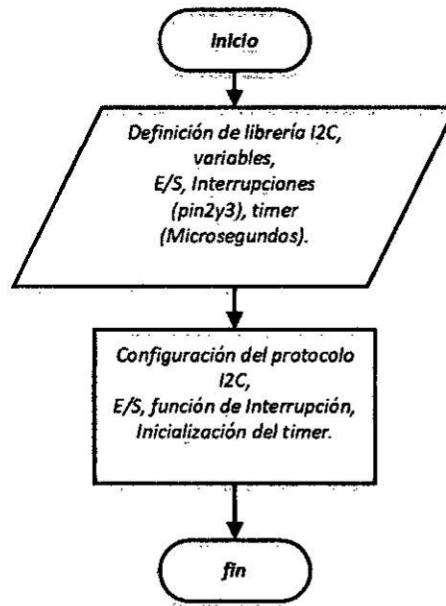 Inicio
Definición de librería I2C,
variables,
E/S, Interrupciones
(pin2y3), timer
(Microsegundos).
Configuración del protocolo
I2C,
E/S, función de Interrupción,
Inicialización del timer.
fin